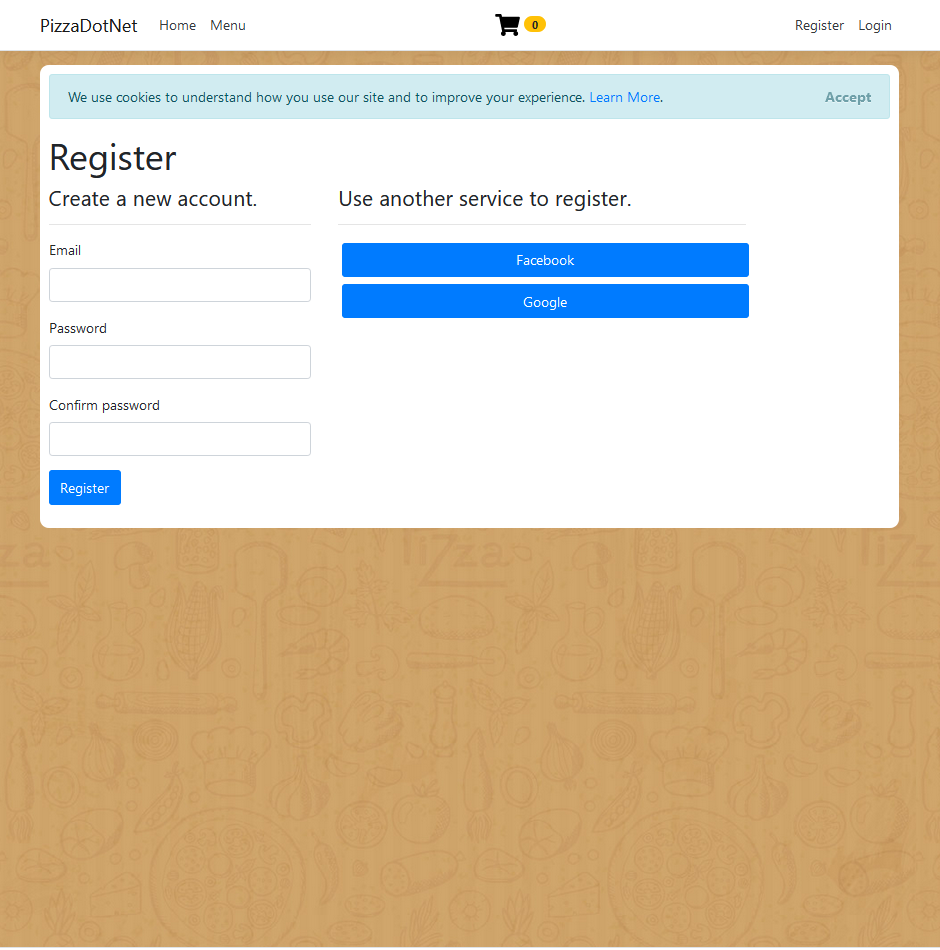 PizzaDotNet Home Menu 0 Register Login
We use cookies to understand how you use our site and to improve your experience. Learn More. Accept
Register
Create a new account.
Use another service to register.
Email
Facebook
Google
Password
Confirm password
Register
lizza